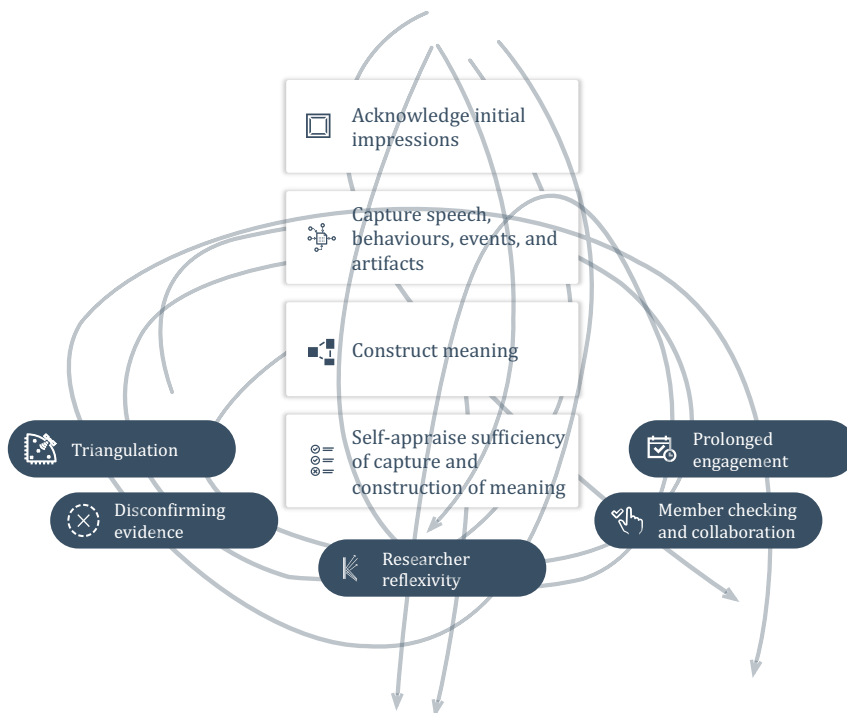 Acknowledge initial
impressions
Capture speech,
behaviours, events, and
artifacts
Construct meaning
Self-appraise sufficiency
of capture and
construction of meaning
Triangulation
Prolonged
engagement
Disconfirming
evidence
Member checking
and collaboration
Researcher
reflexivity